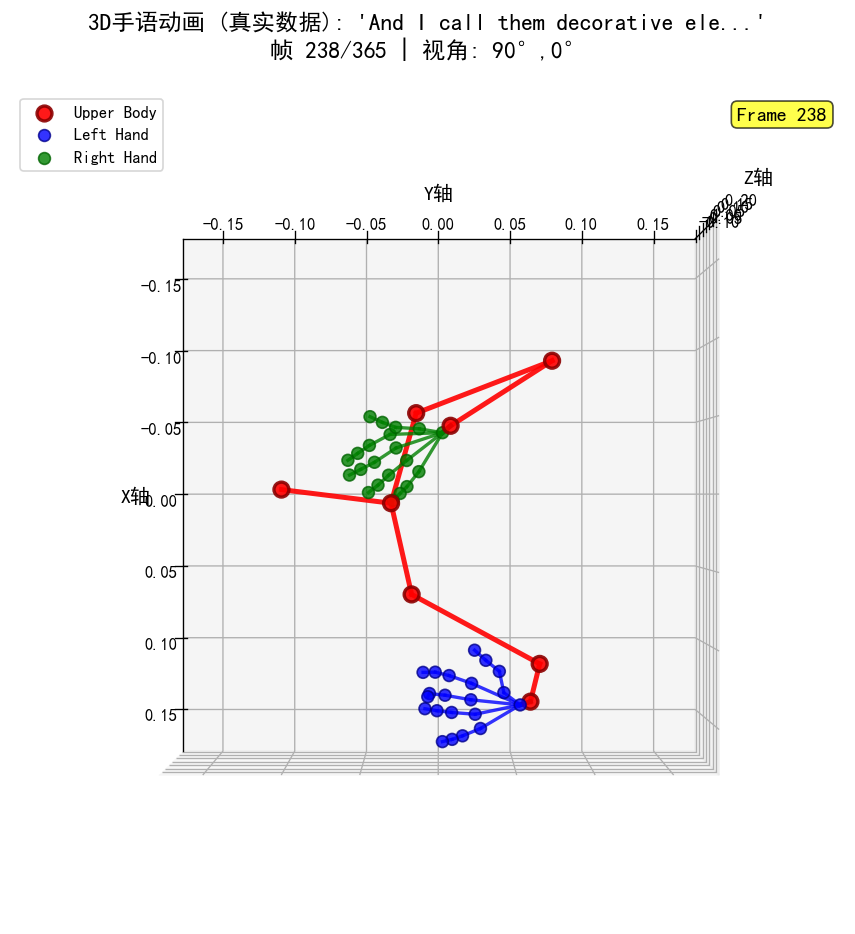 3D手语动画 (真实数据): 'And I call them decorative ele...'
帧 238/365 | 视角: 90°,0°
Upper Body
Left Hand
Right Hand
Frame 238
Z轴
Y轴
−0.15
−0.10
−0.05
0.00
0.05
0.10
0.15
−0.15
−0.10
−0.05
X轴
0.00
0.05
0.10
0.15